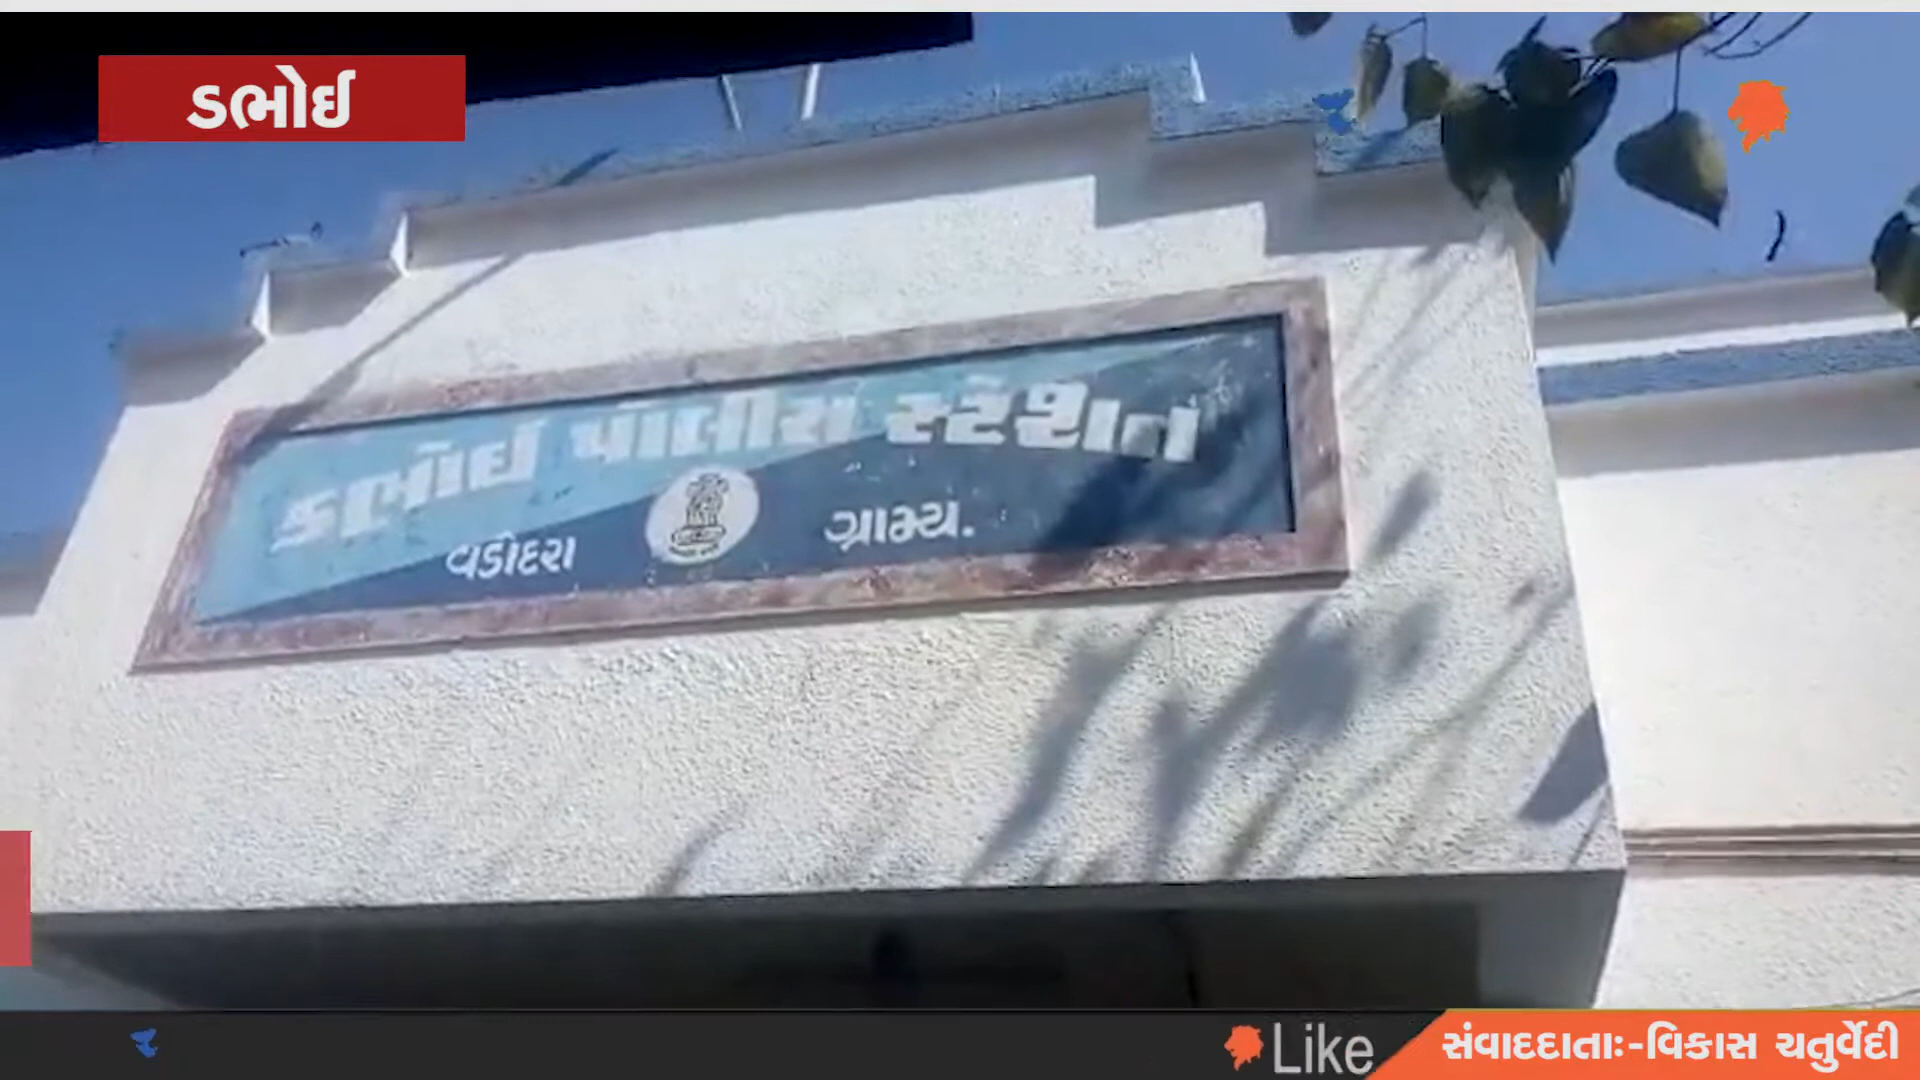 ડભોઈ
ડભોઇ પોલીસ સ્ટેશન
વડોદરા ગ્રામ્ય.
Like
સંવાદદાતાઃ-વિકાસ ચતુર્વેદી